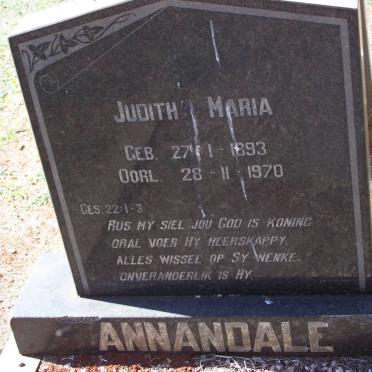 JUDITH MARIA
GEB. 27-1-1893
OORL. 28-11-1970
GES. 22:1-3
RUS MY SIEL JOU GOD IS KONING
ORAL VOER HY HEERSKAPPY,
ALLES WISSEL OP SY WENKE.
ONVERANDERLIK IS HY.
ANNANDALE